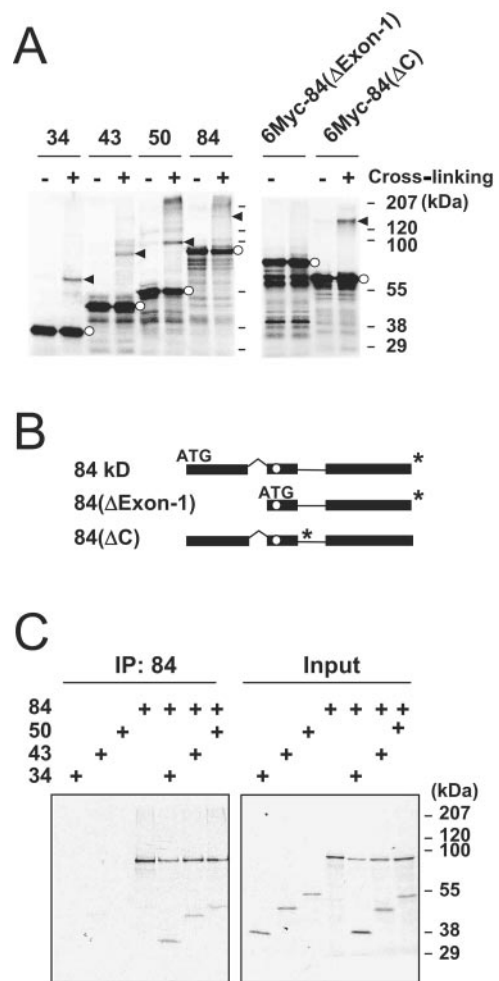 A
34 43 50 84 6Myc-84(ΔExon-1) 6Myc-84(ΔC)
- + - + - + - + - - + Cross-linking
207 (kDa)
120
100
55
38
29
B
ATG *
84 kD
ATG *
84(ΔExon-1)
*
84(ΔC)
C
IP: 84 Input
84 + + + + + + + +
50 + + + +
43 + + + +
34 + + + + (kDa)
207
120
100
55
38
29